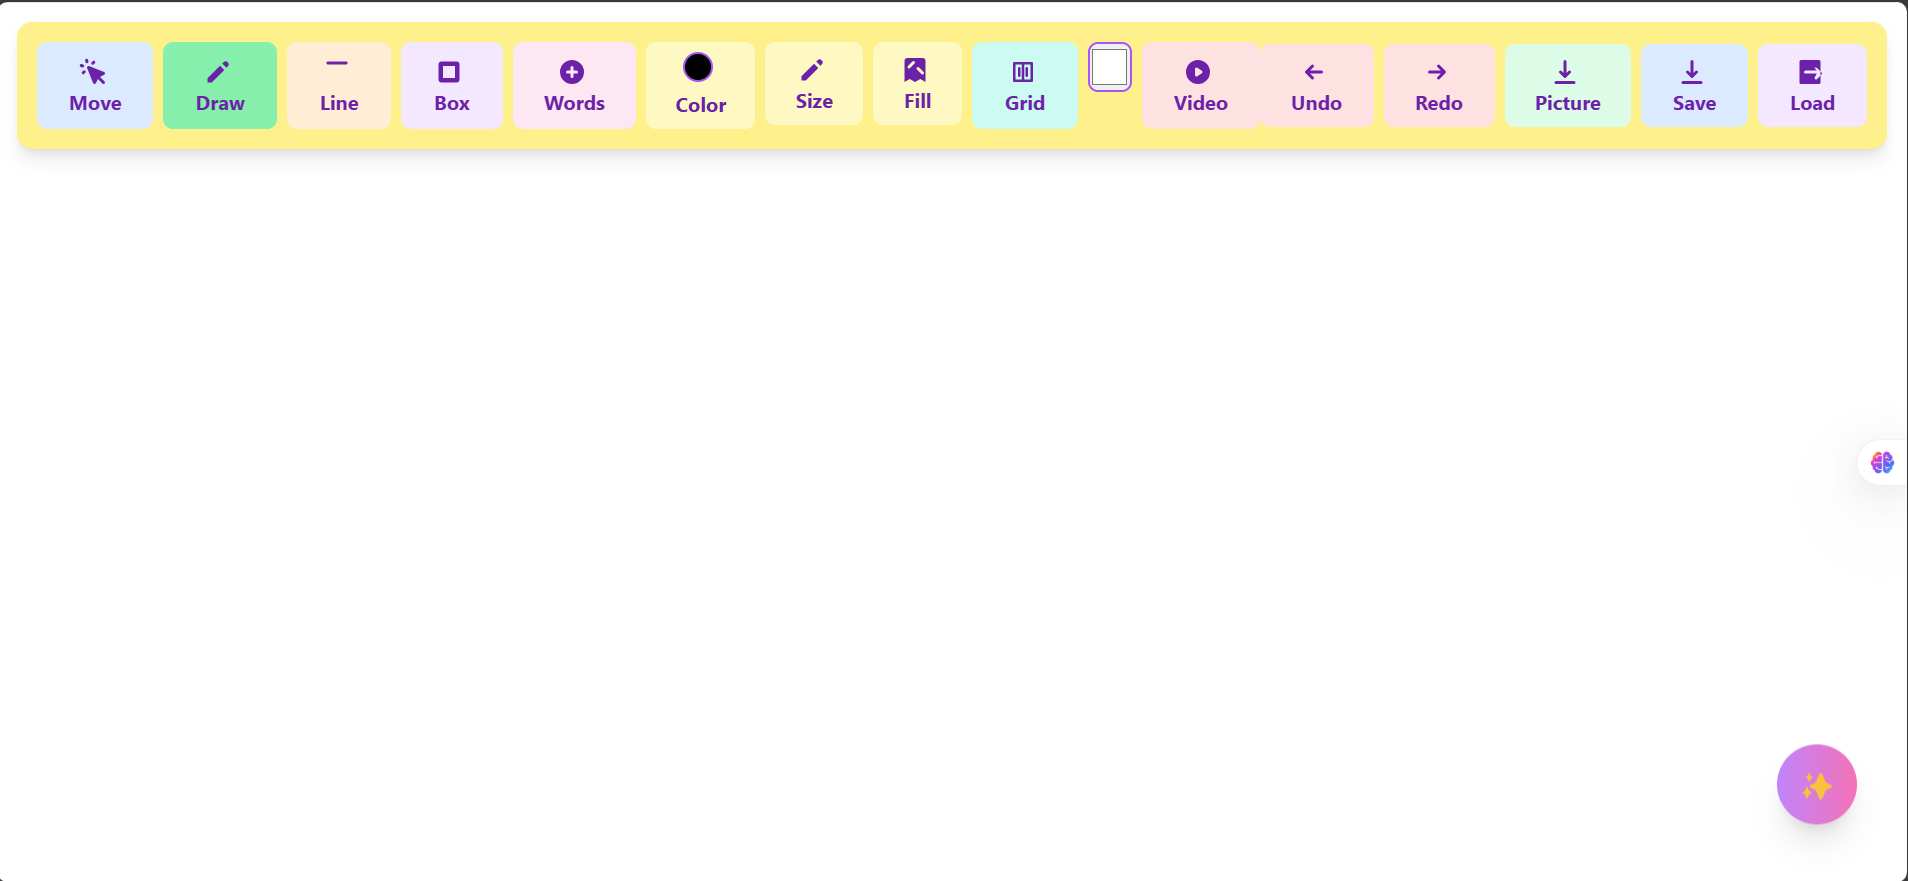 Move
Draw
Line
Box
Words
Color
Size
Fill
Grid
Video
Undo
Redo
Picture
Save
Load